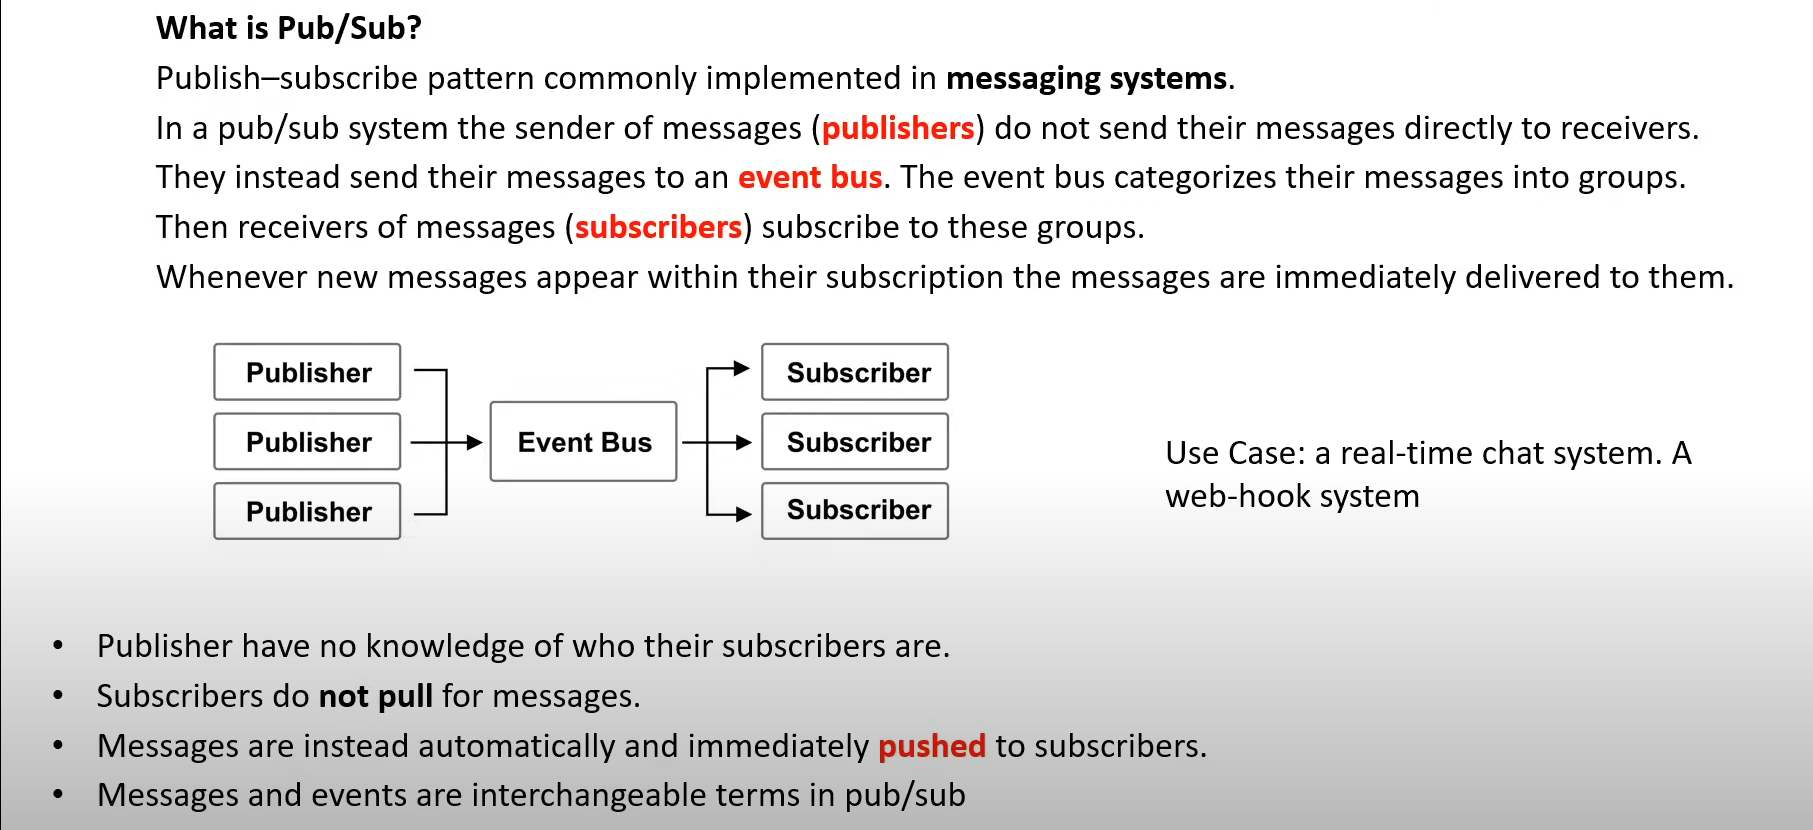 What is Pub/Sub?
Publish–subscribe pattern commonly implemented in messaging systems.
In a pub/sub system the sender of messages (publishers) do not send their messages directly to receivers.
They instead send their messages to an event bus. The event bus categorizes their messages into groups.
Then receivers of messages (subscribers) subscribe to these groups.
Whenever new messages appear within their subscription the messages are immediately delivered to them.
Publisher
Publisher
Publisher
Event Bus
Subscriber
Subscriber
Subscriber
Use Case: a real-time chat system. A
web-hook system
• Publisher have no knowledge of who their subscribers are.
• Subscribers do not pull for messages.
• Messages are instead automatically and immediately pushed to subscribers.
• Messages and events are interchangeable terms in pub/sub